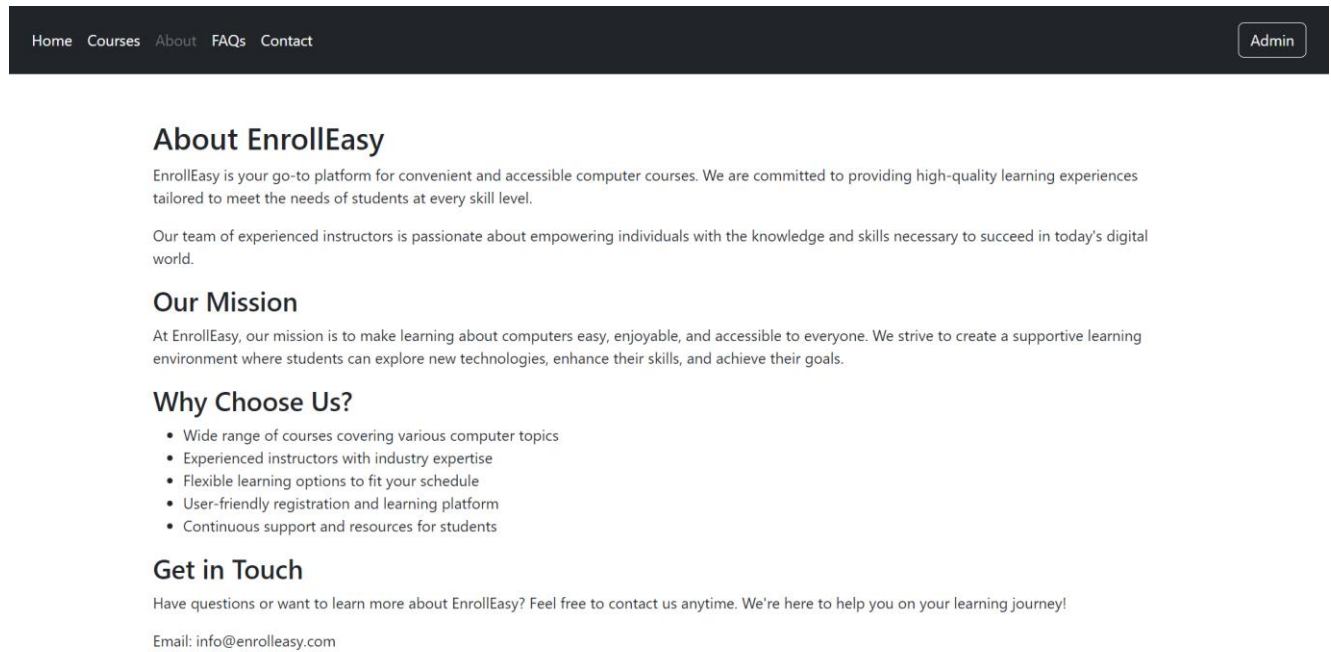 Home Courses About FAQs Contact Admin
About EnrollEasy
EnrollEasy is your go-to platform for convenient and accessible computer courses. We are committed to providing high-quality learning experiences
tailored to meet the needs of students at every skill level.
Our team of experienced instructors is passionate about empowering individuals with the knowledge and skills necessary to succeed in today's digital
world.
Our Mission
At EnrollEasy, our mission is to make learning about computers easy, enjoyable, and accessible to everyone. We strive to create a supportive learning
environment where students can explore new technologies, enhance their skills, and achieve their goals.
Why Choose Us?
• Wide range of courses covering various computer topics
• Experienced instructors with industry expertise
• Flexible learning options to fit your schedule
• User-friendly registration and learning platform
• Continuous support and resources for students
Get in Touch
Have questions or want to learn more about EnrollEasy? Feel free to contact us anytime. We're here to help you on your learning journey!
Email: info@enrolleasy.com